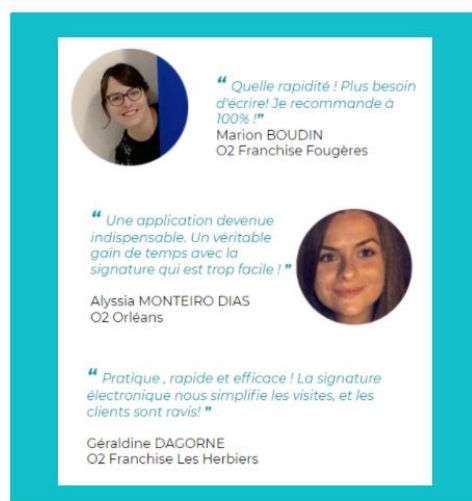 “ Quelle rapidité ! Plus besoin
d'écrire! Je recommande à
100% !”
Marion BOUDIN
O2 Franchise Fougères
“ Une application devenue
indispensable. Un véritable
gain de temps avec la
signature qui est trop facile ! ”
Alyssia MONTEIRO DIAS
O2 Orléans
“ Pratique , rapide et efficace ! La signature
électronique nous simplifie les visites, et les
clients sont ravis! ”
Géraldine DAGORNE
O2 Franchise Les Herbiers